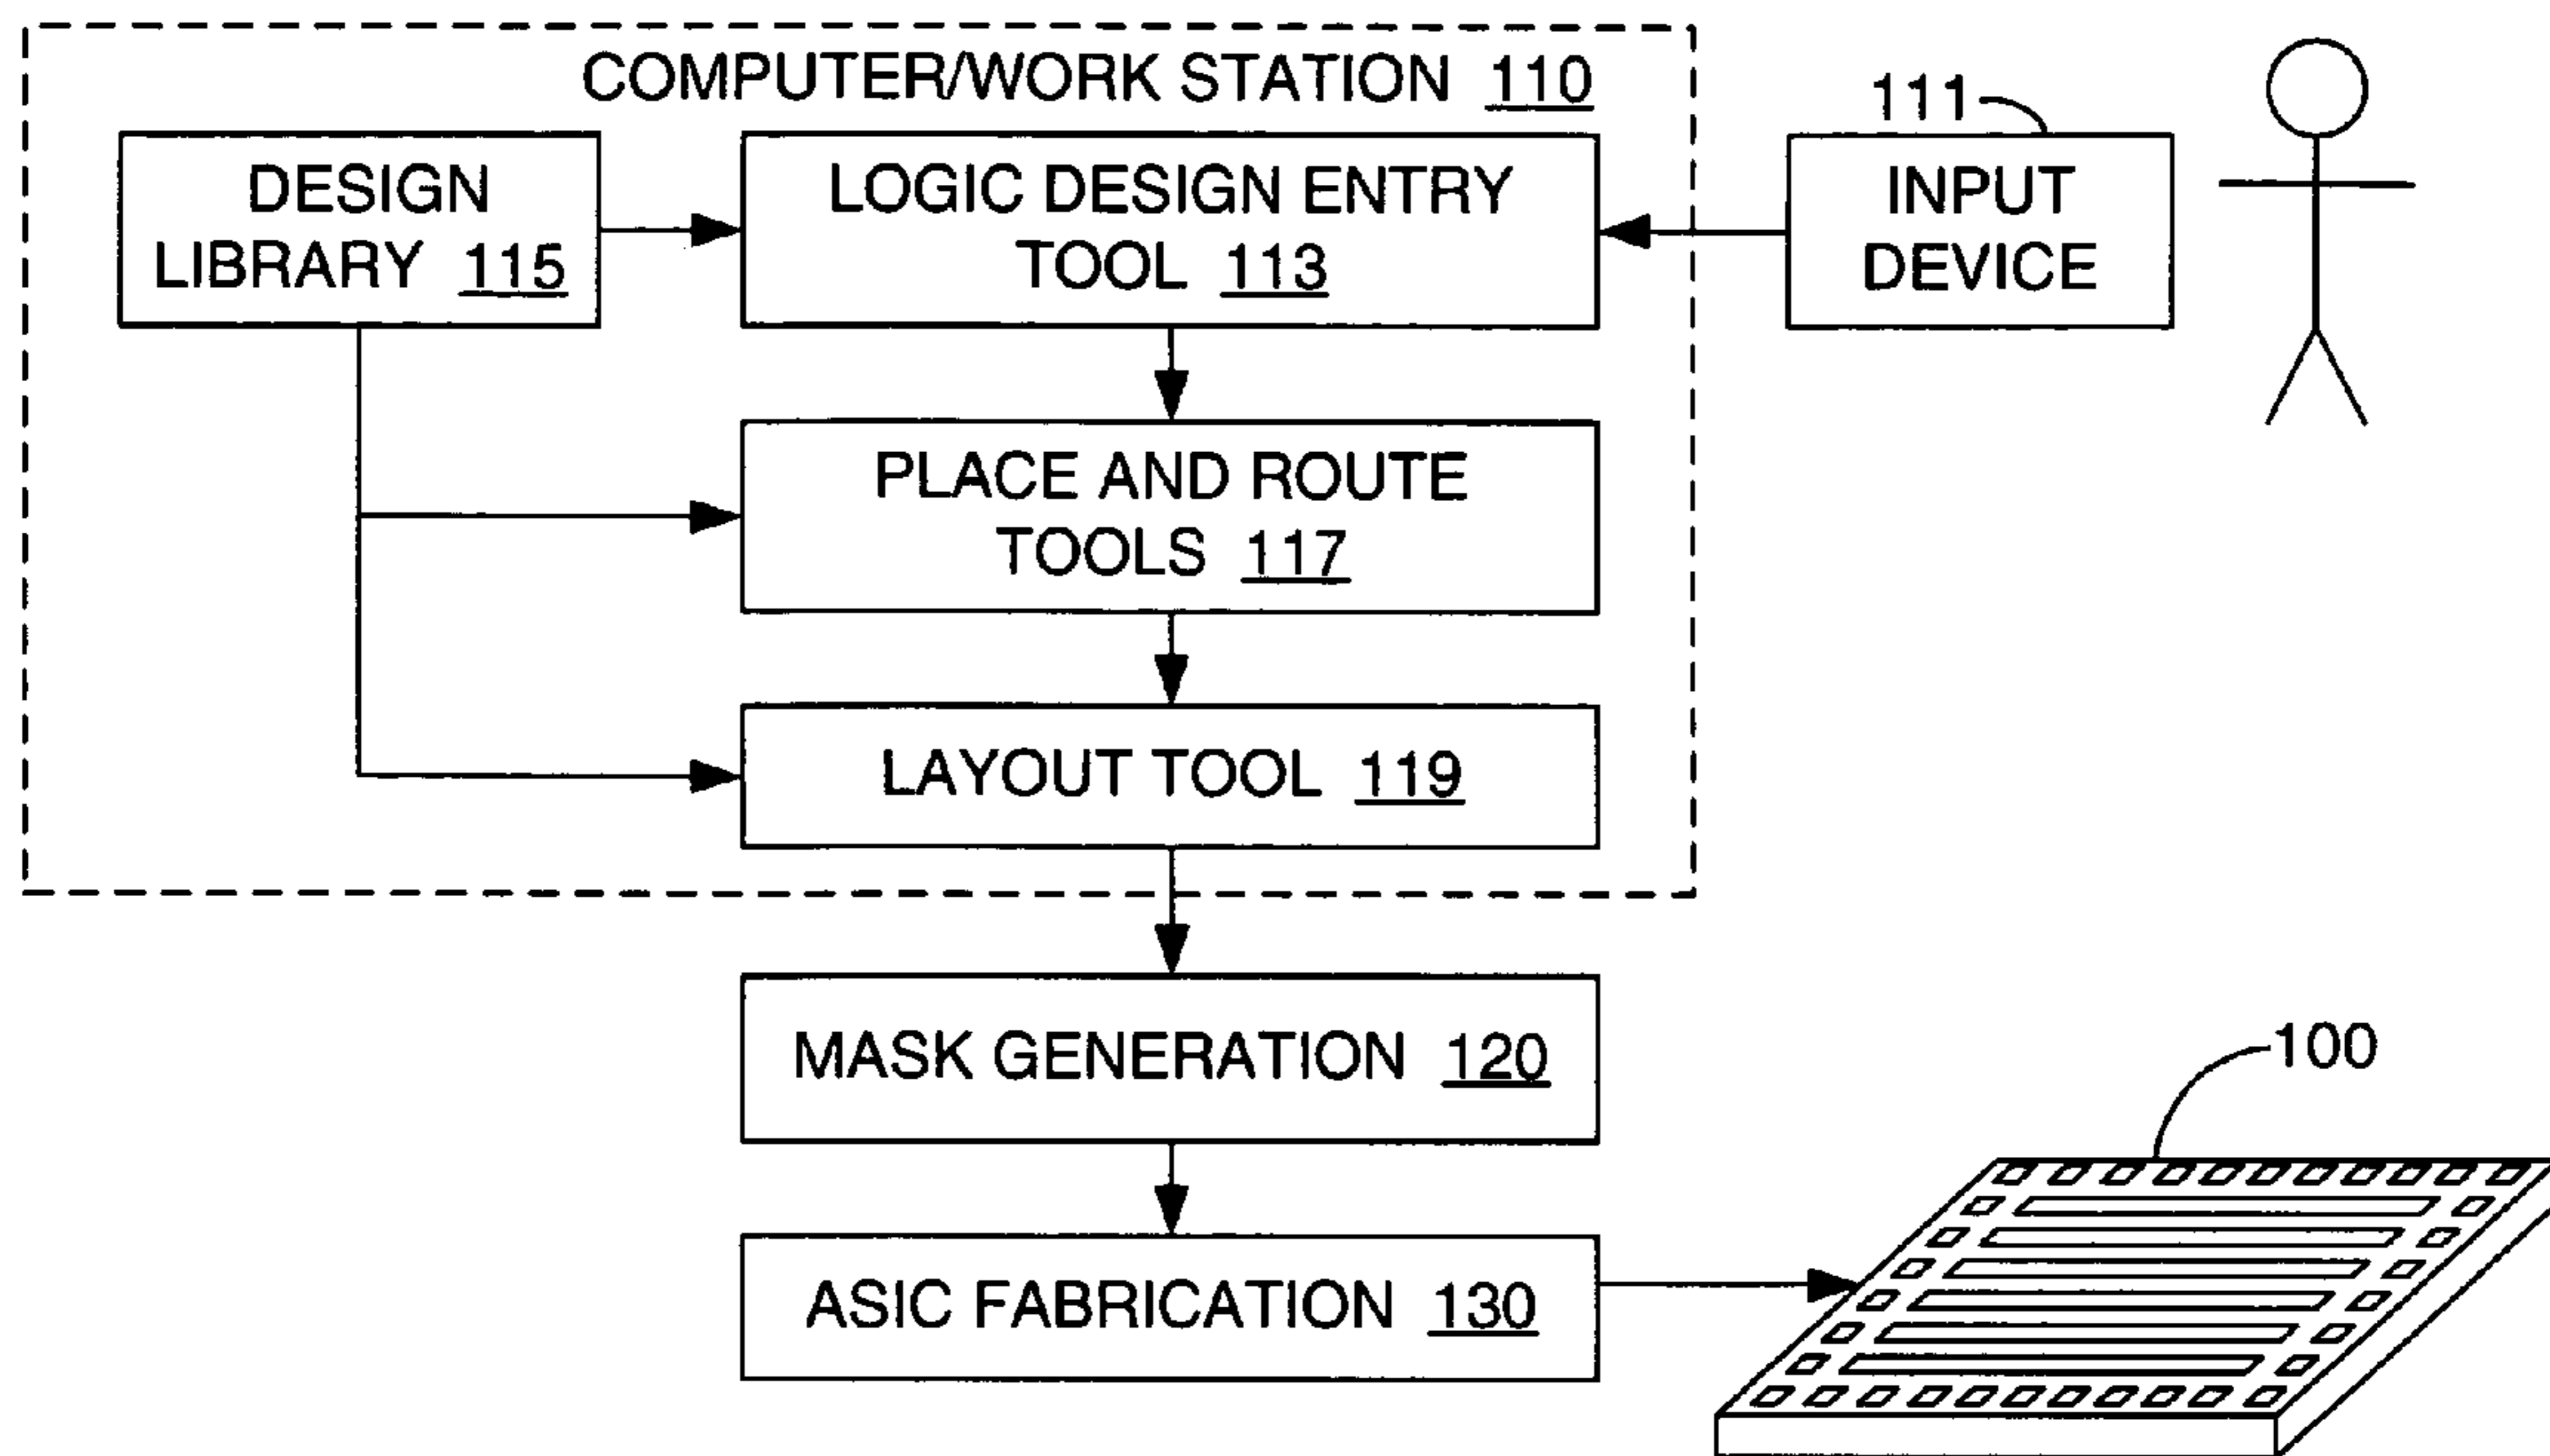 COMPUTER/WORK STATION 110
DESIGN
LIBRARY 115
LOGIC DESIGN ENTRY
TOOL 113
111
INPUT
DEVICE
PLACE AND ROUTE
TOOLS 117
LAYOUT TOOL 119
MASK GENERATION 120
ASIC FABRICATION 130
100